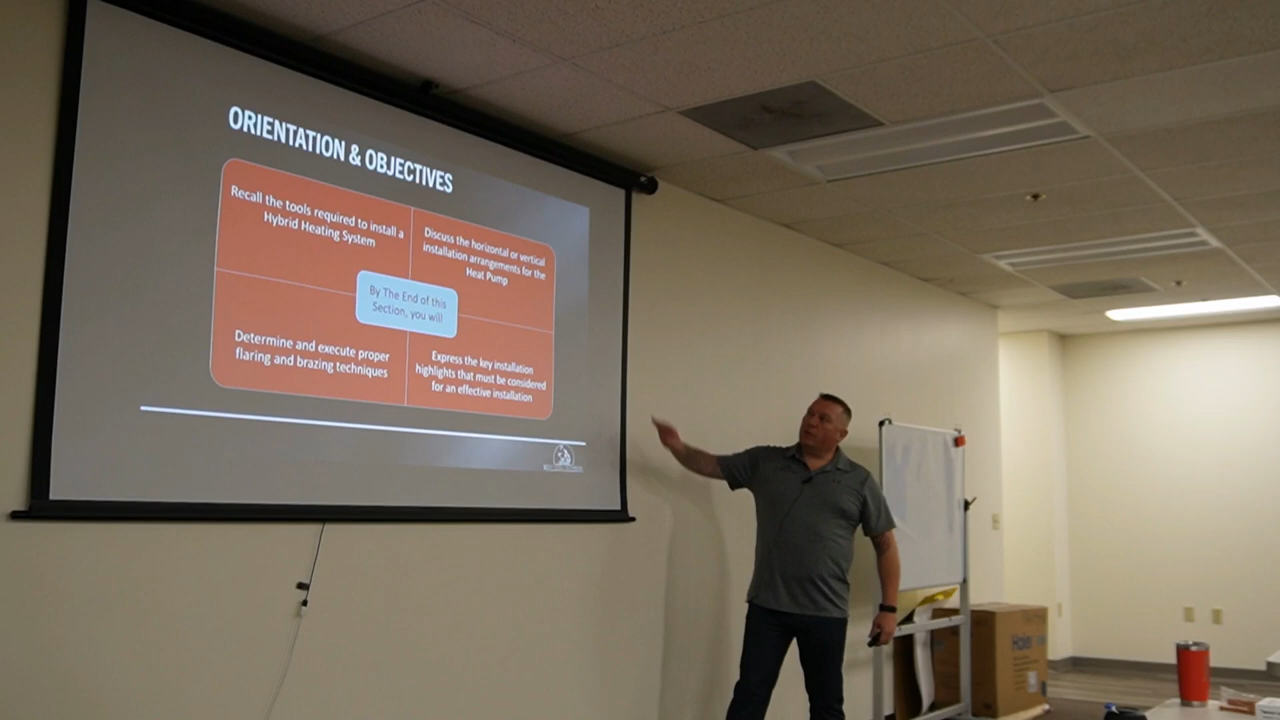 ORIENTATION & OBJECTIVES
Recall the tools required to install a
Hybrid Heating System
Discuss the horizontal or vertical
installation arrangements for the
Heat Pump
By The End of this
Section, you will
Determine and execute proper
flaring and brazing techniques
Express the key installation
highlights that must be considered
for an effective installation